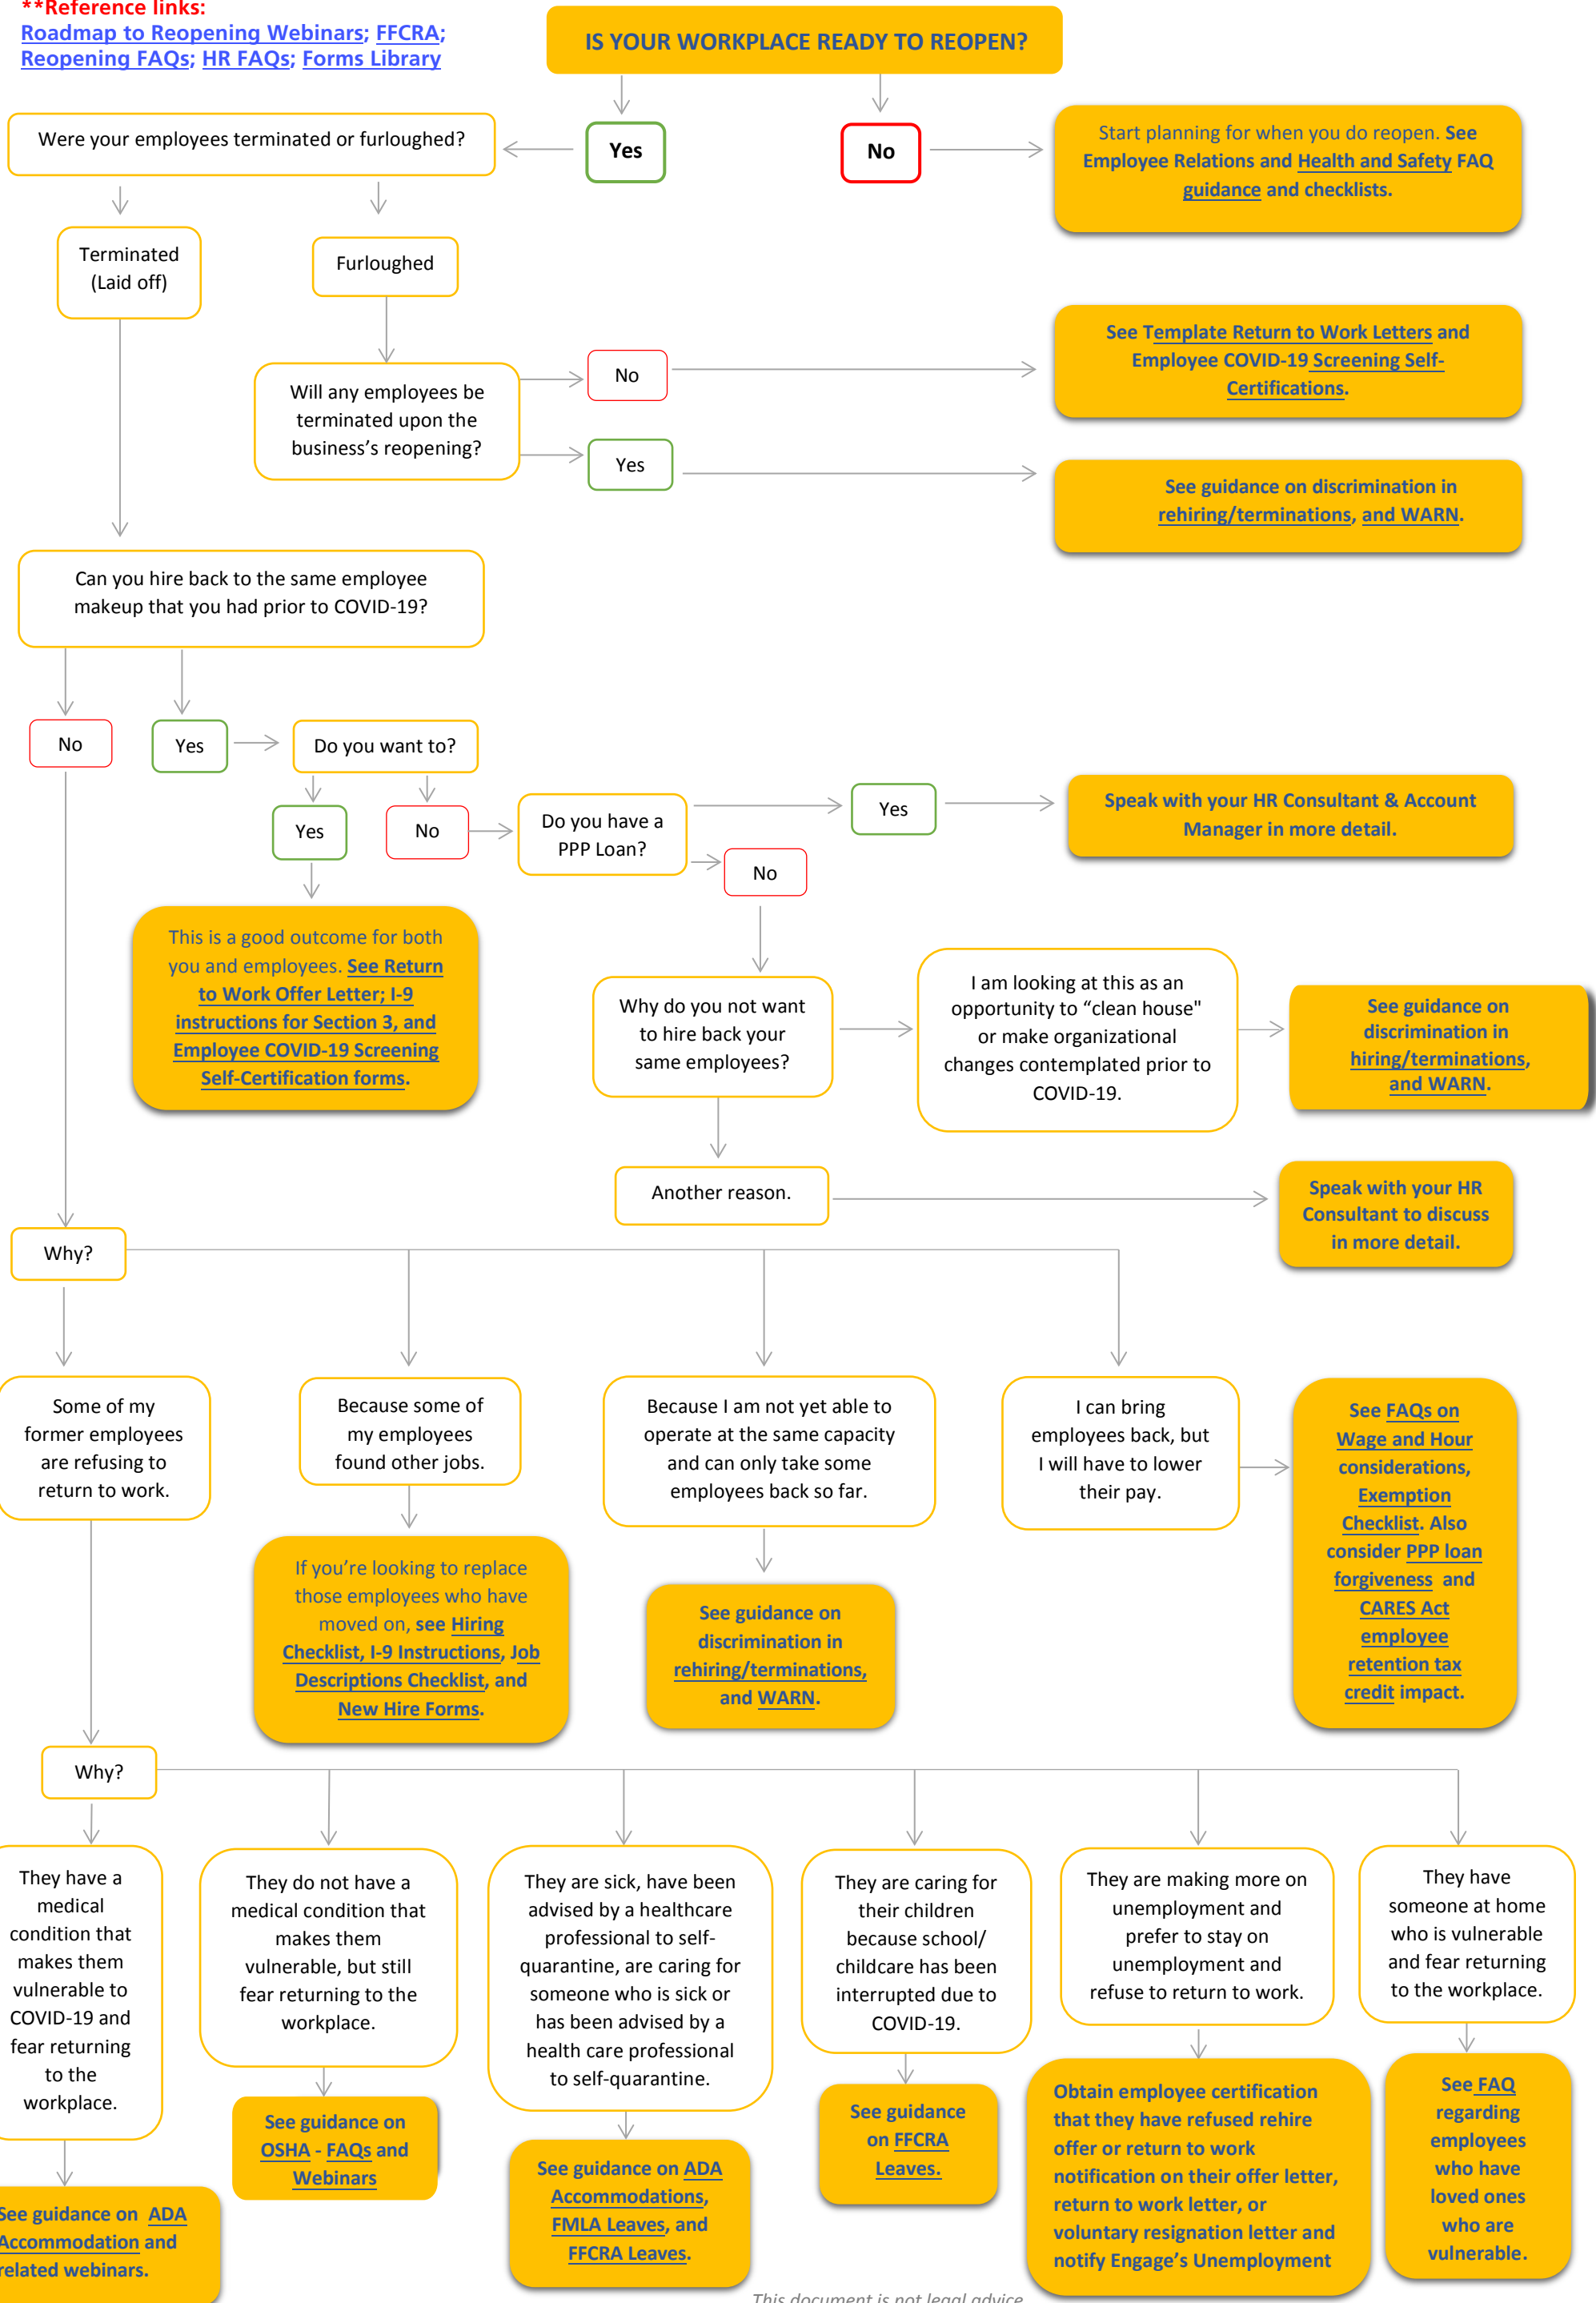 **Reference links:
Roadmap to Reopening Webinars; FFCRA;
Reopening FAQs; HR FAQs; Forms Library
IS YOUR WORKPLACE READY TO REOPEN?
Were your employees terminated or furloughed?
Yes
No
Start planning for when you do reopen. See
Employee Relations and Health and Safety FAQ
guidance and checklists.
Terminated
(Laid off)
Furloughed
Will any employees be
terminated upon the
business’s reopening?
No
See Template Return to Work Letters and
Employee COVID-19 Screening Self-
Certifications.
Yes
See guidance on discrimination in
rehiring/terminations, and WARN.
Can you hire back to the same employee
makeup that you had prior to COVID-19?
No
Yes
Do you want to?
Yes
No
Do you have a
PPP Loan?
Yes
Speak with your HR Consultant & Account
Manager in more detail.
No
This is a good outcome for both
you and employees. See Return
to Work Offer Letter; I-9
instructions for Section 3, and
Employee COVID-19 Screening
Self-Certification forms.
Why do you not want
to hire back your
same employees?
I am looking at this as an
opportunity to “clean house"
or make organizational
changes contemplated prior to
COVID-19.
See guidance on
discrimination in
hiring/terminations,
and WARN.
Another reason.
Speak with your HR
Consultant to discuss
in more detail.
Why?
Some of my
former employees
are refusing to
return to work.
Because some of
my employees
found other jobs.
Because I am not yet able to
operate at the same capacity
and can only take some
employees back so far.
I can bring
employees back, but
I will have to lower
their pay.
See FAQs on
Wage and Hour
considerations,
Exemption
Checklist. Also
consider PPP loan
forgiveness and
CARES Act
employee
retention tax
credit impact.
If you’re looking to replace
those employees who have
moved on, see Hiring
Checklist, I-9 Instructions, Job
Descriptions Checklist, and
New Hire Forms.
See guidance on
discrimination in
rehiring/terminations,
and WARN.
Why?
They have a
medical
condition that
makes them
vulnerable to
COVID-19 and
fear returning
to the
workplace.
They do not have a
medical condition that
makes them
vulnerable, but still
fear returning to the
workplace.
They are sick, have been
advised by a healthcare
professional to self-
quarantine, are caring for
someone who is sick or
has been advised by a
health care professional
to self-quarantine.
They are caring for
their children
because school/
childcare has been
interrupted due to
COVID-19.
They are making more on
unemployment and
prefer to stay on
unemployment and
refuse to return to work.
They have
someone at home
who is vulnerable
and fear returning
to the workplace.
See guidance on ADA
Accommodation and
related webinars.
See guidance on
OSHA - FAQs and
Webinars
See guidance on ADA
Accommodations,
FMLA Leaves, and
FFCRA Leaves.
See guidance
on FFCRA
Leaves.
Obtain employee certification
that they have refused rehire
offer or return to work
notification on their offer letter,
return to work letter, or
voluntary resignation letter and
notify Engage’s Unemployment
See FAQ
regarding
employees
who have
loved ones
who are
vulnerable.
This document is not legal advice